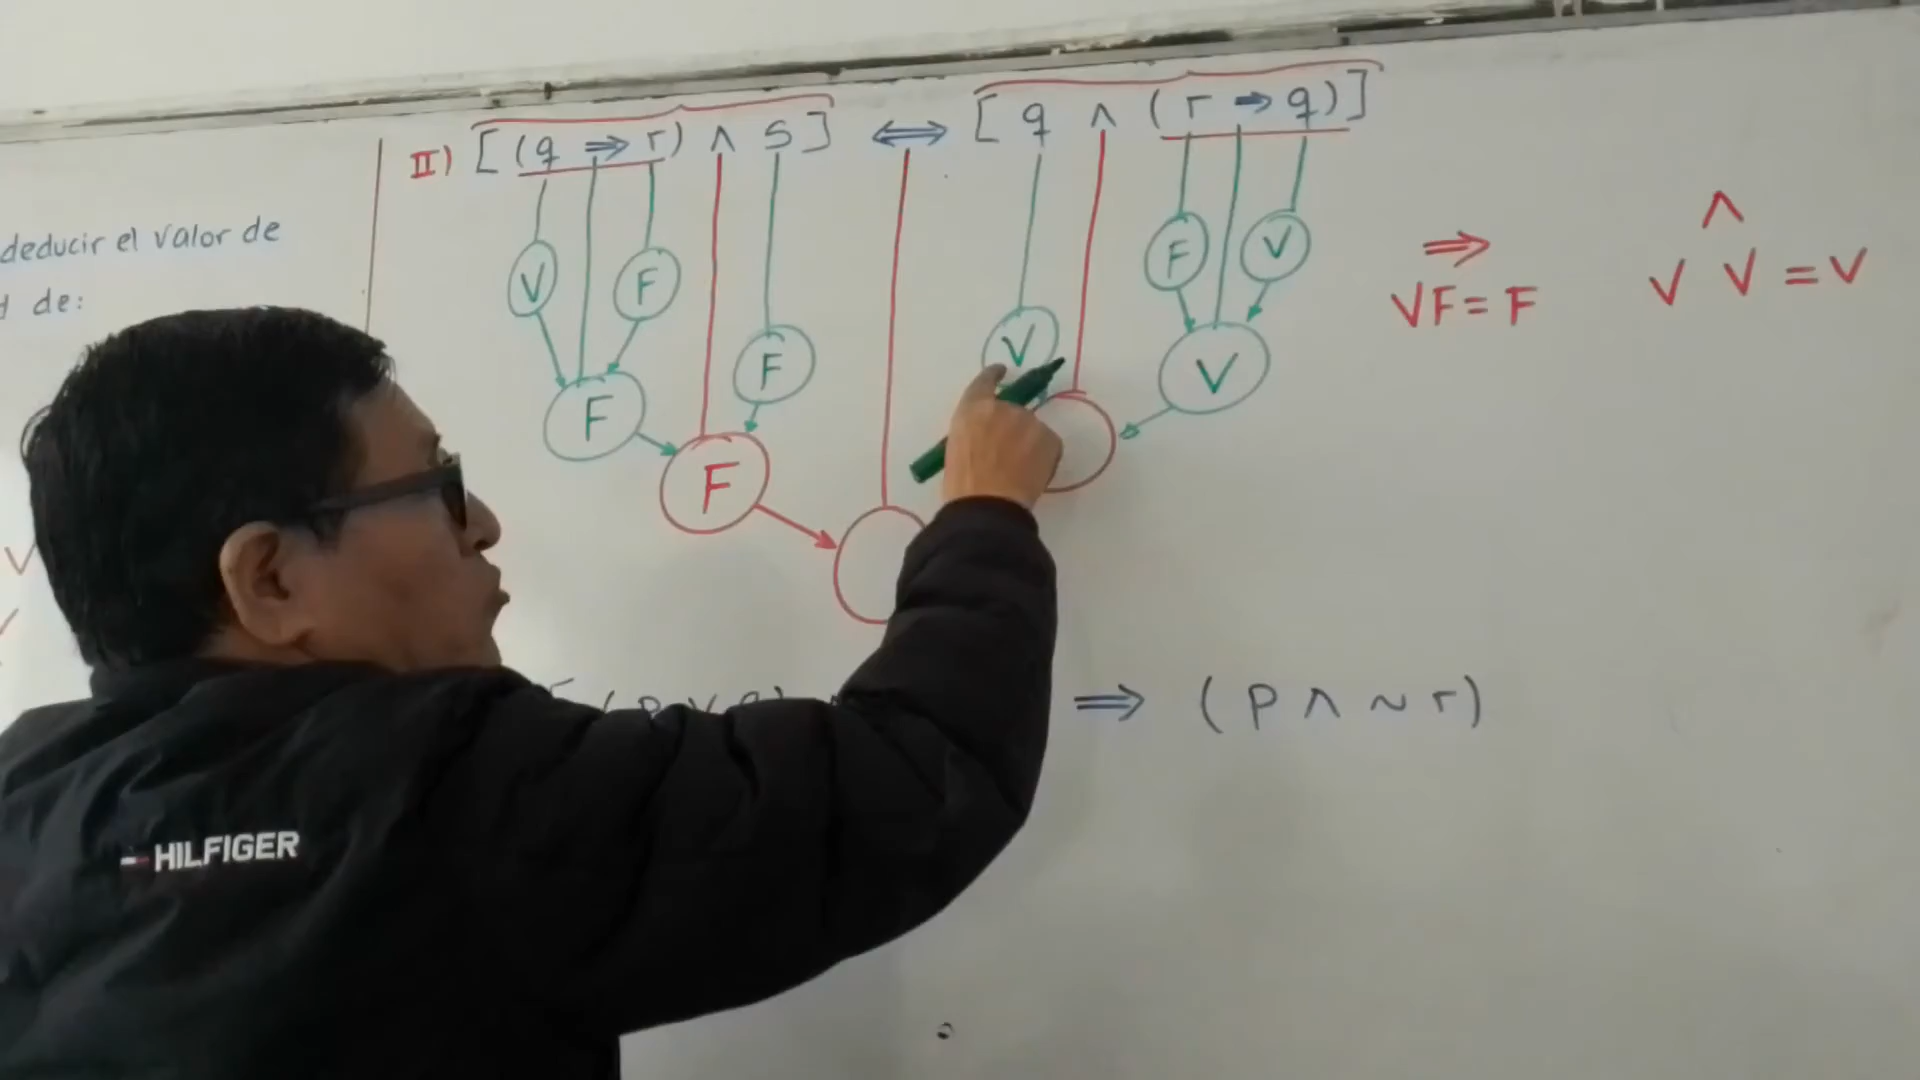 deducir el valor de
d de:
V
II) [(q ⇒ r) ∧ s] ⇔ [q ∧ (r ⇒ q)]
V F F V F V
F V
F
⇒ ∧
VF = F V V = V
(p ∨ q) ⇒ (p ∧ ~ r)
HILFIGER